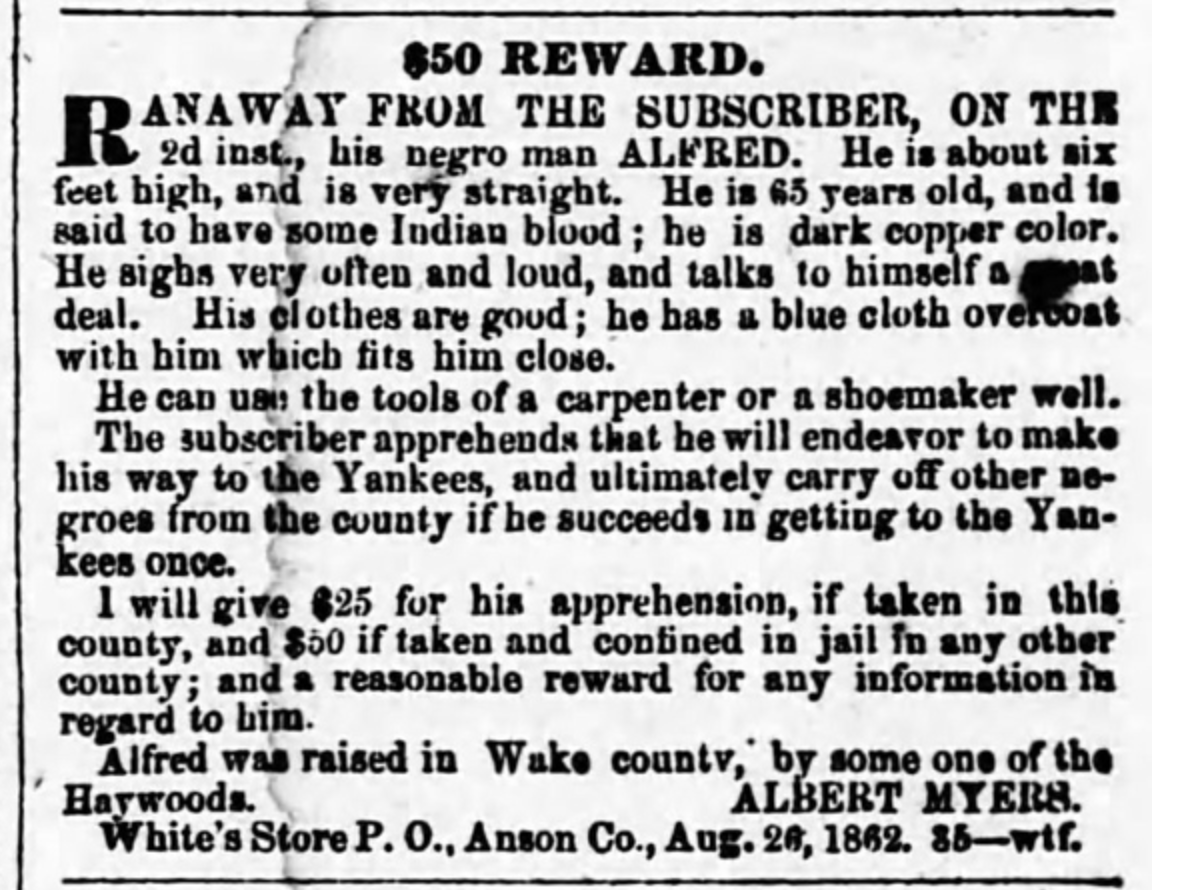 $50 REWARD.
RANAWAY FROM THE SUBSCRIBER, ON THE
2d inst., his negro man ALFRED. He is about six
feet high, and is very straight. He is 65 years old, and is
said to have some Indian blood; he is dark copper color.
He sighs very often and loud, and talks to himself a great
deal. His clothes are good; he has a blue cloth overcoat
with him which fits him close.
He can use the tools of a carpenter or a shoemaker well.
The subscriber apprehends that he will endeavor to make
his way to the Yankees, and ultimately carry off other ne-
groes from the county if he succeeds in getting to the Yan-
kees once.
I will give $25 for his apprehension, if taken in this
county, and $50 if taken and confined in jail in any other
county; and a reasonable reward for any information in
regard to him.
Alfred was raised in Wake county, by some one of the
Haywoods. ALBERT MYERS.
White's Store P. O., Anson Co., Aug. 26, 1862. 35—wtf.